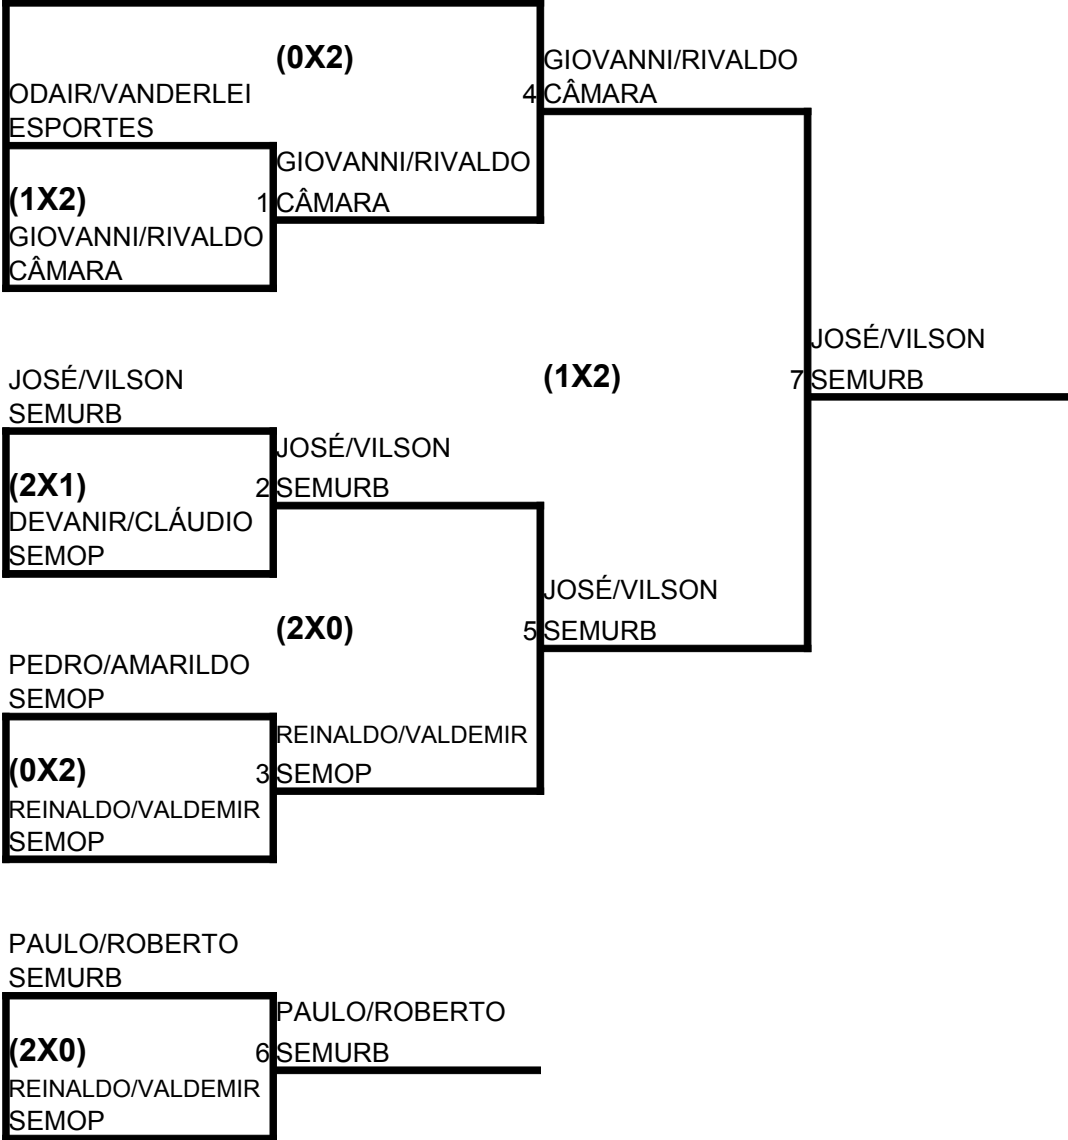 (0X2)
GIOVANNI/RIVALDO
ODAIR/VANDERLEI
4 CÂMARA
ESPORTES
GIOVANNI/RIVALDO
(1X2)
1 CÂMARA
GIOVANNI/RIVALDO
CÂMARA
JOSÉ/VILSON
JOSÉ/VILSON
(1X2)
7 SEMURB
SEMURB
JOSÉ/VILSON
(2X1)
2 SEMURB
DEVANIR/CLÁUDIO
SEMOP
JOSÉ/VILSON
(2X0)
5 SEMURB
PEDRO/AMARILDO
SEMOP
REINALDO/VALDEMIR
(0X2)
3 SEMOP
REINALDO/VALDEMIR
SEMOP
PAULO/ROBERTO
SEMURB
PAULO/ROBERTO
(2X0)
6 SEMURB
REINALDO/VALDEMIR
SEMOP